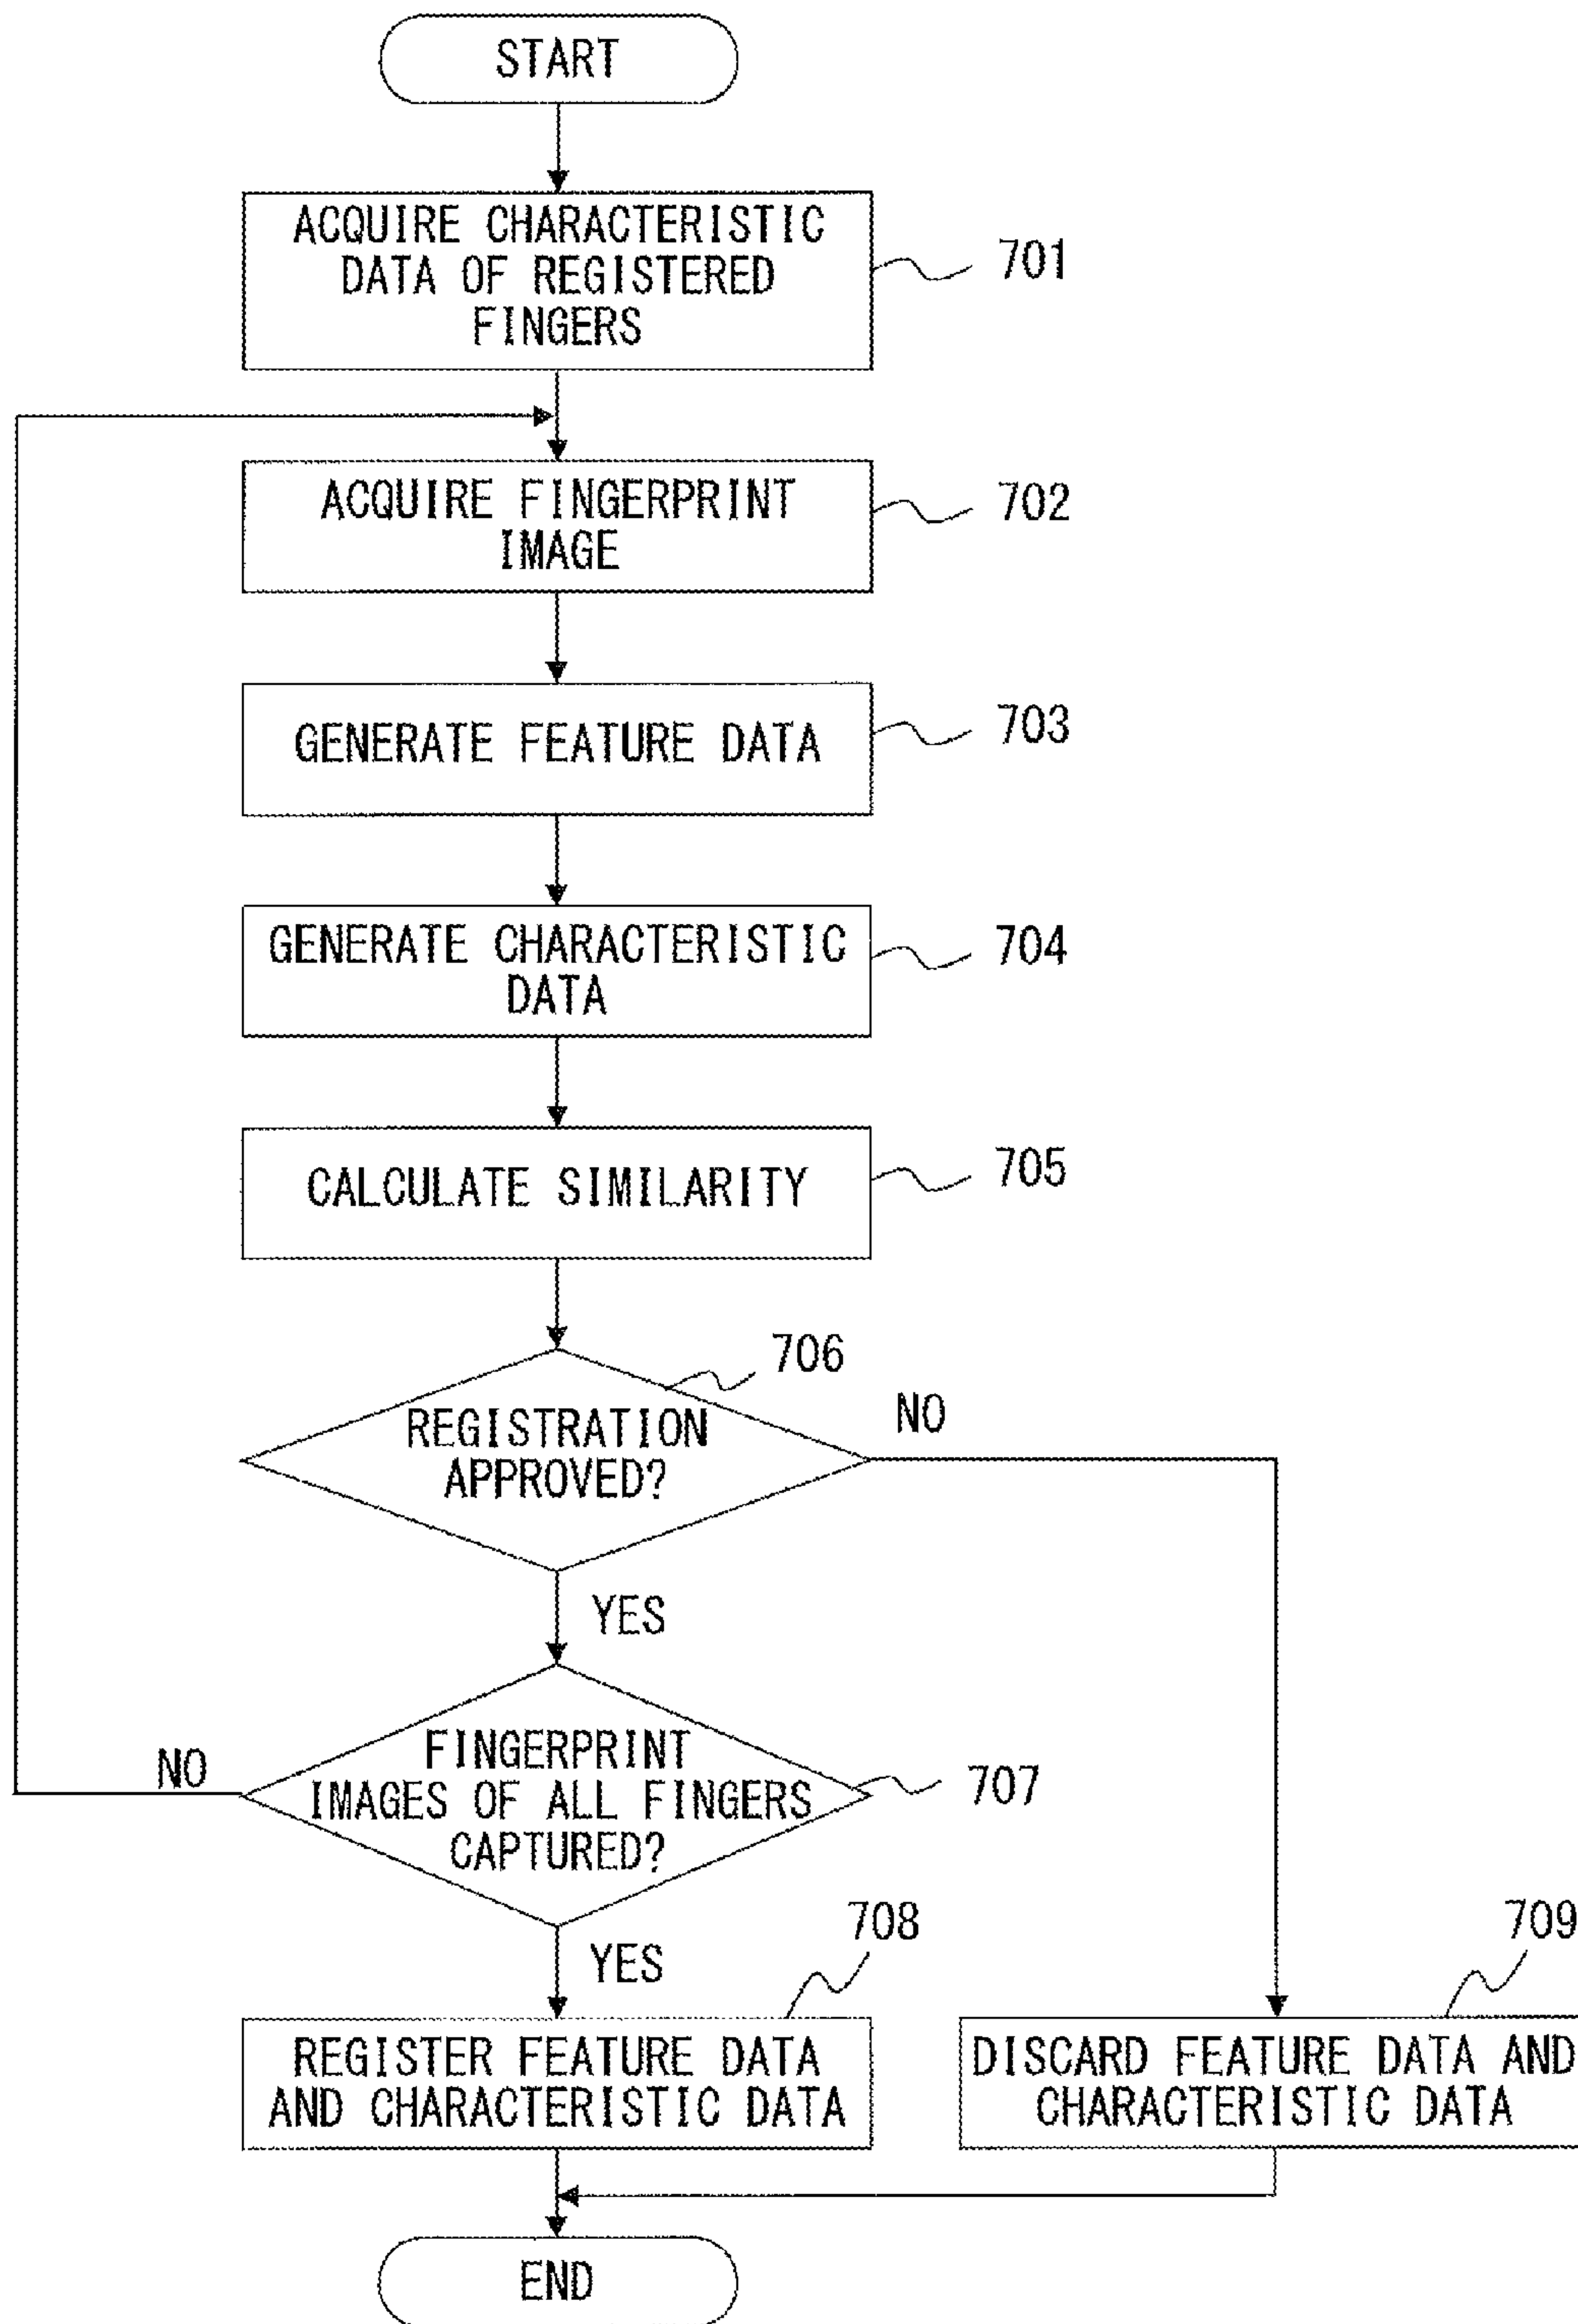 START
ACQUIRE CHARACTERISTIC
DATA OF REGISTERED
FINGERS
701
ACQUIRE FINGERPRINT
IMAGE
702
GENERATE FEATURE DATA
703
GENERATE CHARACTERISTIC
DATA
704
CALCULATE SIMILARITY
705
706
REGISTRATION
APPROVED?
NO
YES
FINGERPRINT
IMAGES OF ALL FINGERS
CAPTURED?
NO
707
YES
708
709
REGISTER FEATURE DATA
AND CHARACTERISTIC DATA
DISCARD FEATURE DATA AND
CHARACTERISTIC DATA
END